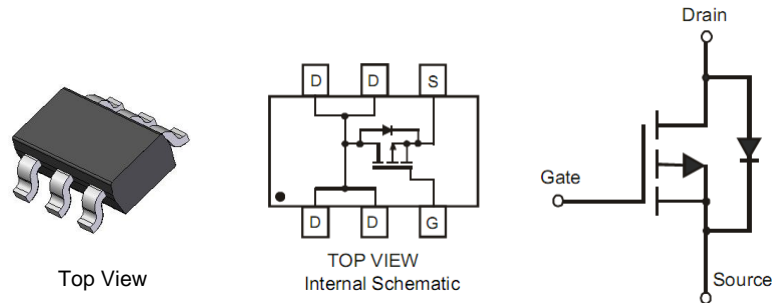 Top View
D D S
D D G
TOP VIEW
Internal Schematic
Drain
Gate
Source